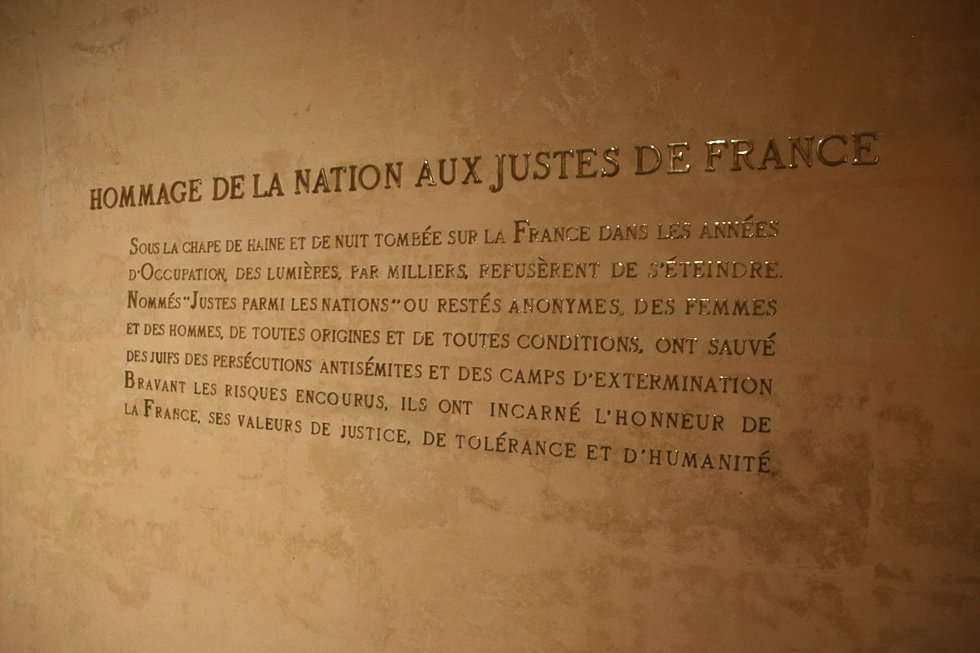 HOMMAGE DE LA NATION AUX JUSTES DE FRANCE
SOUS LA CHAPE DE HAINE ET DE NUIT TOMBÉE SUR LA FRANCE DANS LES ANNÉES
D'OCCUPATION, DES LUMIÈRES, PAR MILLIERS, REFUSÈRENT DE S'ÉTEINDRE.
NOMMÉS "JUSTES PARMI LES NATIONS" OU RESTÉS ANONYMES, DES FEMMES
ET DES HOMMES, DE TOUTES ORIGINES ET DE TOUTES CONDITIONS, ONT SAUVÉ
DES JUIFS DES PERSÉCUTIONS ANTISÉMITES ET DES CAMPS D'EXTERMINATION
BRAVANT LES RISQUES ENCOURUS, ILS ONT INCARNÉ L'HONNEUR DE
LA FRANCE, SES VALEURS DE JUSTICE, DE TOLÉRANCE ET D'HUMANITÉ